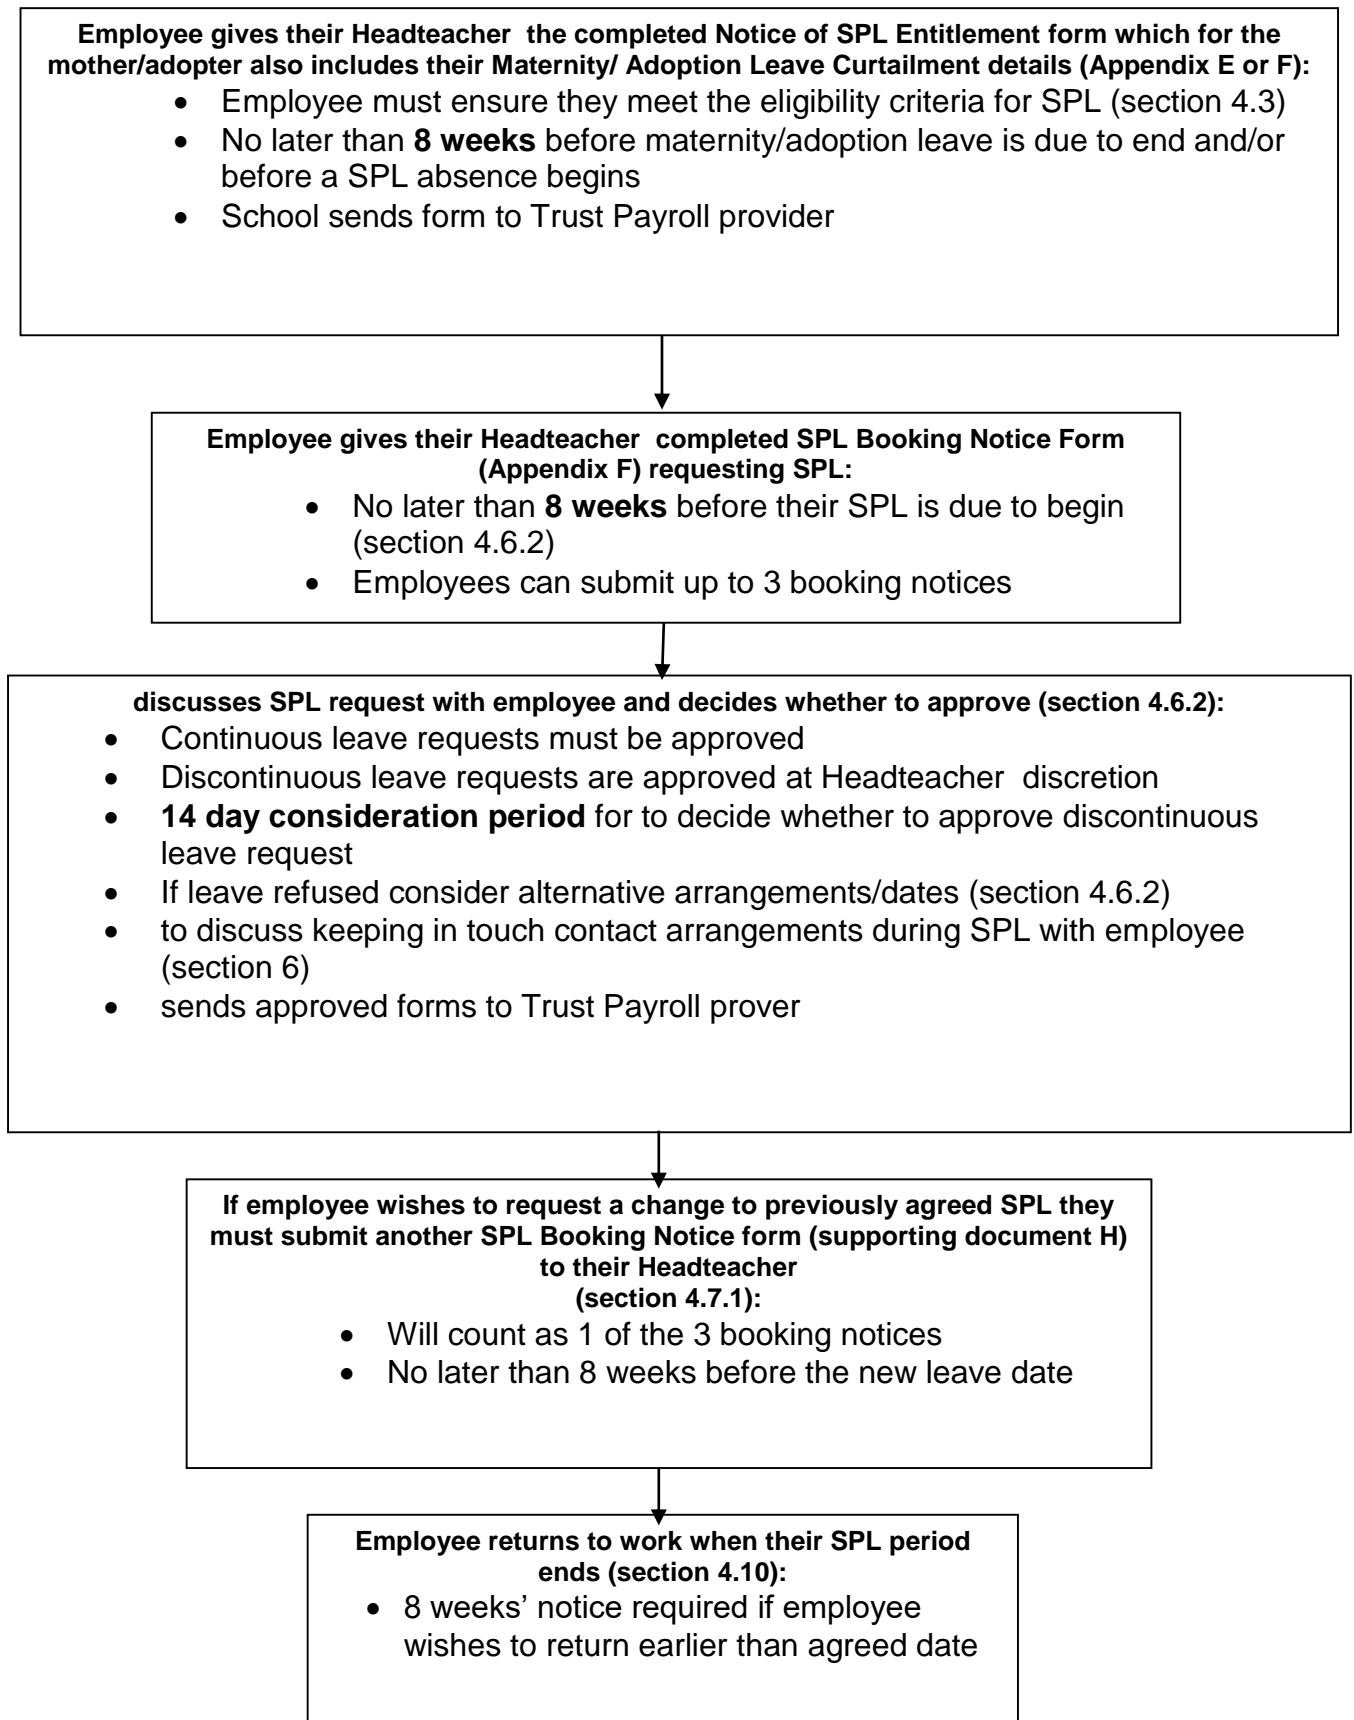 Employee gives their Headteacher  the completed Notice of SPL Entitlement form which for the
mother/adopter also includes their Maternity/ Adoption Leave Curtailment details (Appendix E or F):
• Employee must ensure they meet the eligibility criteria for SPL (section 4.3)
• No later than 8 weeks before maternity/adoption leave is due to end and/or
before a SPL absence begins
• School sends form to Trust Payroll provider
Employee gives their Headteacher  completed SPL Booking Notice Form
(Appendix F) requesting SPL:
• No later than 8 weeks before their SPL is due to begin
(section 4.6.2)
• Employees can submit up to 3 booking notices
discusses SPL request with employee and decides whether to approve (section 4.6.2):
• Continuous leave requests must be approved
• Discontinuous leave requests are approved at Headteacher  discretion
• 14 day consideration period for to decide whether to approve discontinuous
leave request
• If leave refused consider alternative arrangements/dates (section 4.6.2)
• to discuss keeping in touch contact arrangements during SPL with employee
(section 6)
• sends approved forms to Trust Payroll prover
If employee wishes to request a change to previously agreed SPL they
must submit another SPL Booking Notice form (supporting document H)
to their Headteacher
(section 4.7.1):
• Will count as 1 of the 3 booking notices
• No later than 8 weeks before the new leave date
Employee returns to work when their SPL period
ends (section 4.10):
• 8 weeks’ notice required if employee
wishes to return earlier than agreed date